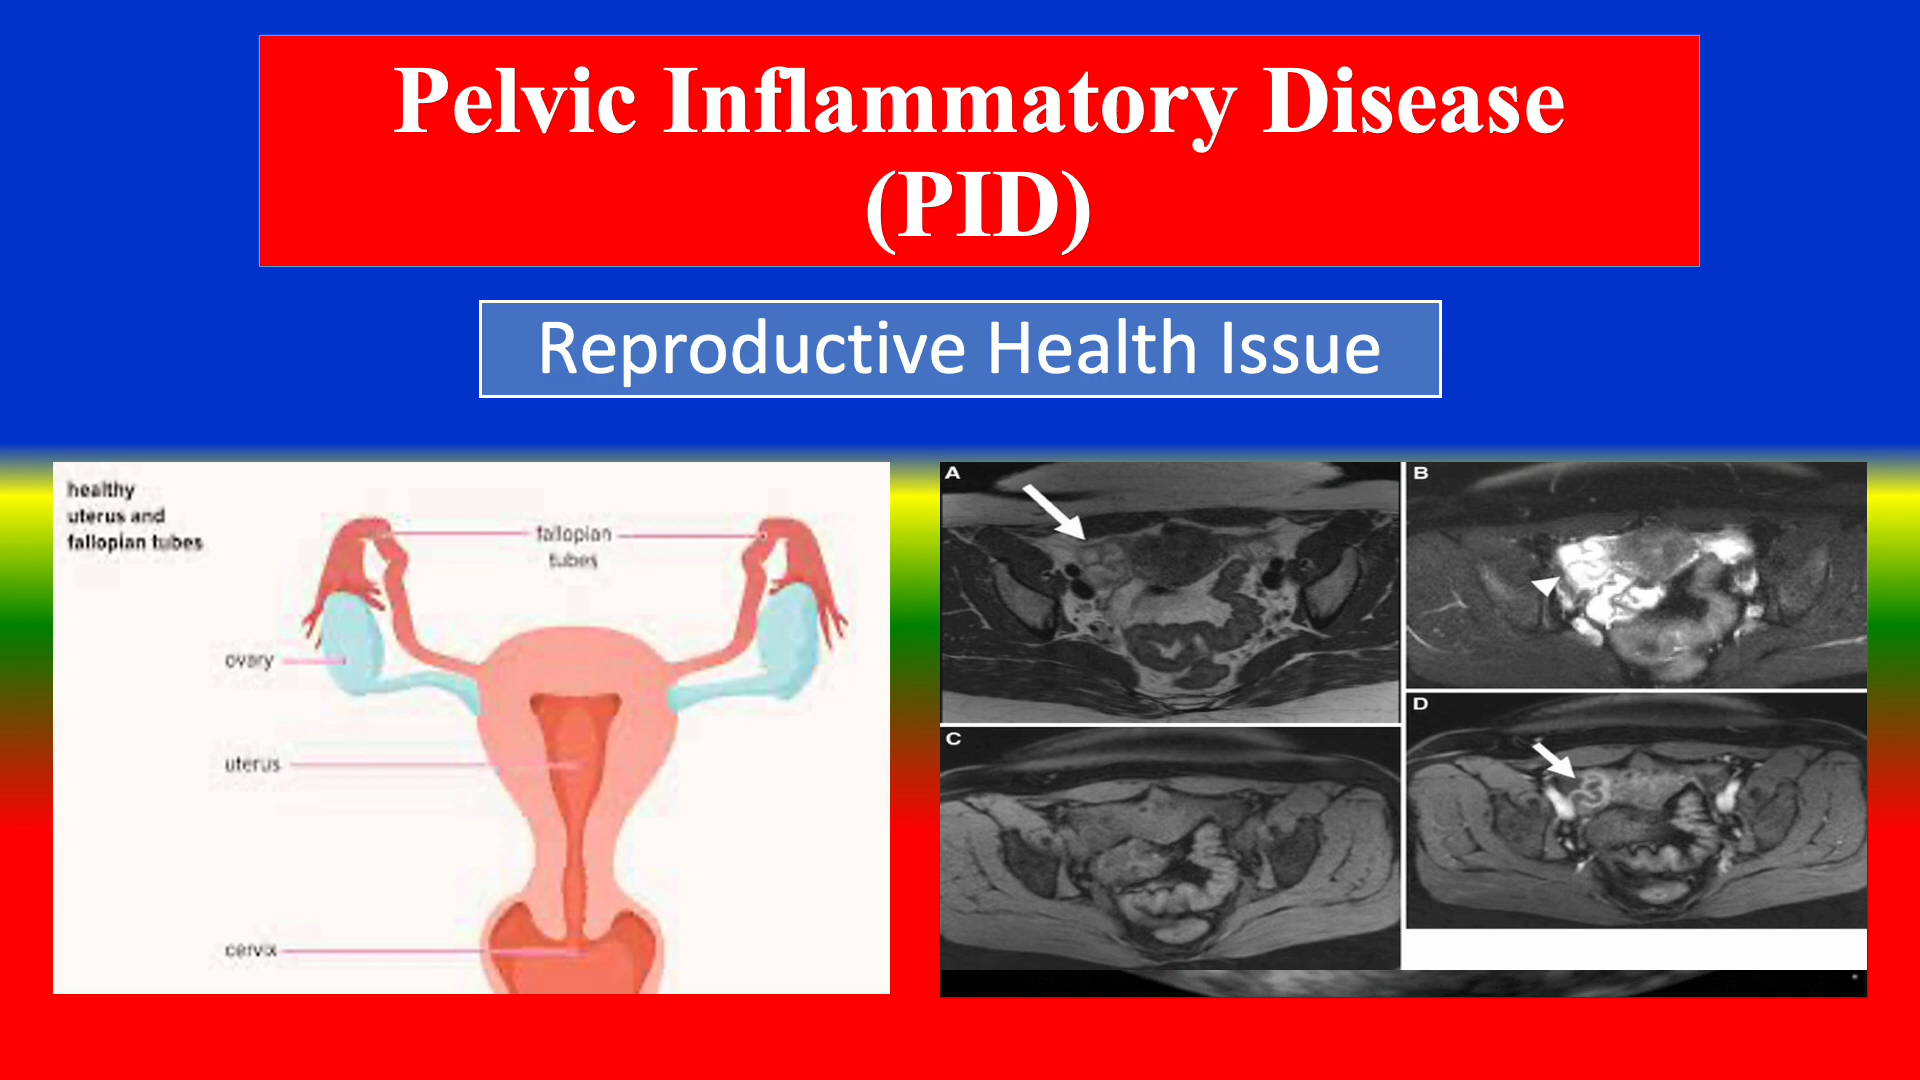 Pelvic Inflammatory Disease
(PID)
Reproductive Health Issue
healthy
uterus and
fallopian tubes
fallopian
tubes
ovary
uterus
cervix
A
B
C
D